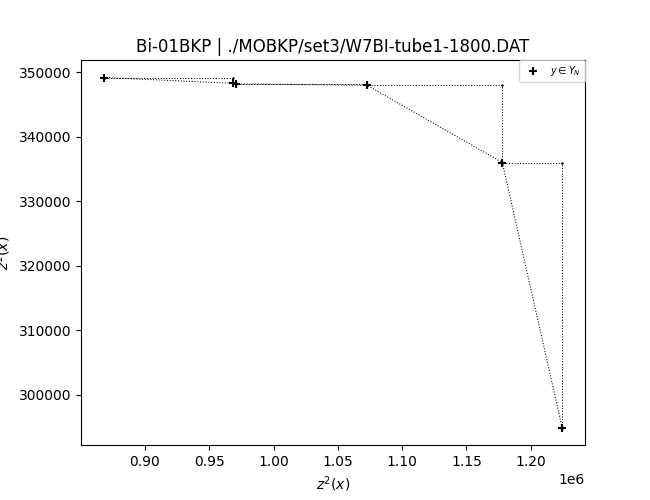 Bi-01BKP | ./MOBKP/set3/W7BI-tube1-1800.DAT
y ∈ Y_N
350000
340000
330000
320000
310000
300000
0.90 0.95 1.00 1.05 1.10 1.15 1.20
1e6
z²(x)